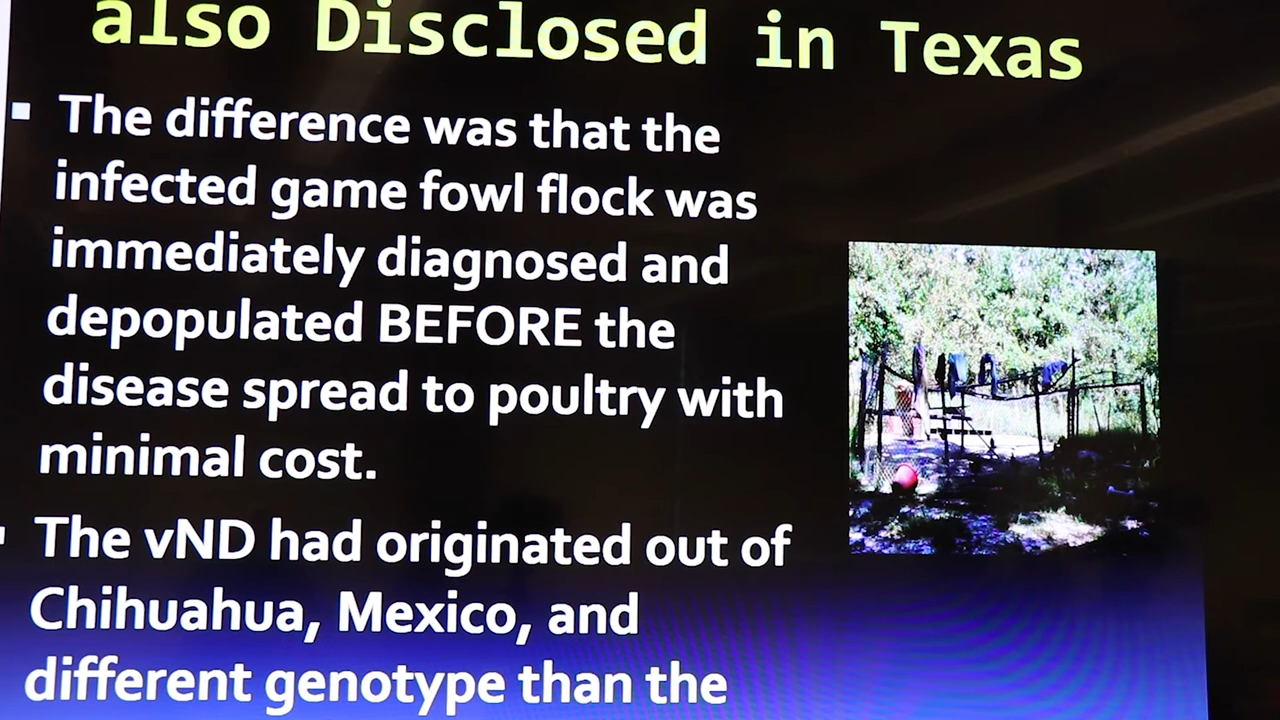 also Disclosed in Texas
The difference was that the
infected game fowl flock was
immediately diagnosed and
depopulated BEFORE the
disease spread to poultry with
minimal cost.
The vND had originated out of
Chihuahua, Mexico, and
different genotype than the